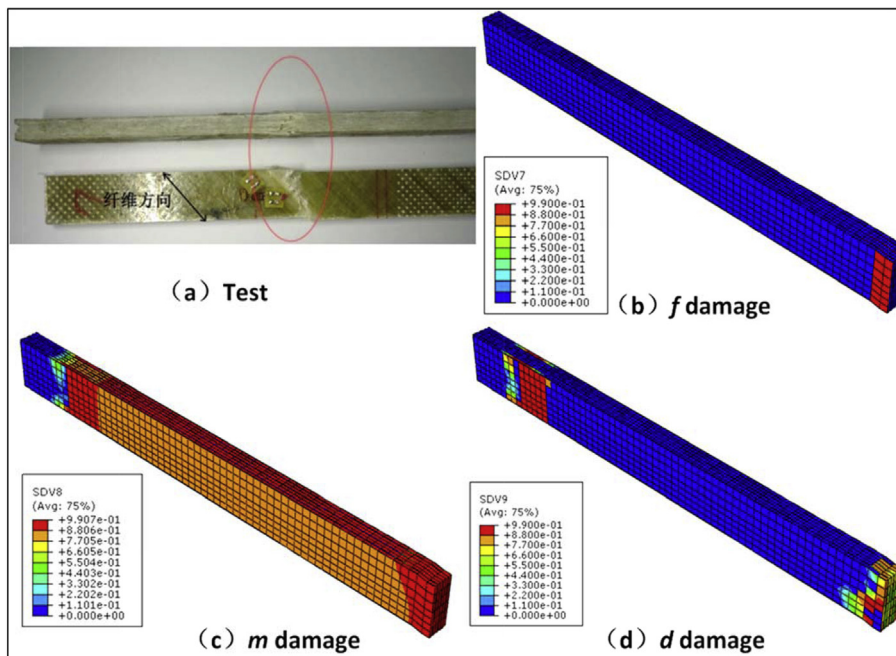 纤维方向
（a）Test
SDV7
(Avg: 75%)
+9.900e-01
+8.800e-01
+7.700e-01
+6.600e-01
+5.500e-01
+4.400e-01
+3.300e-01
+2.200e-01
+1.100e-01
+0.000e+00
（b）f damage
SDV8
(Avg: 75%)
+9.907e-01
+8.806e-01
+7.705e-01
+6.605e-01
+5.504e-01
+4.403e-01
+3.302e-01
+2.202e-01
+1.101e-01
+0.000e+00
（c）m damage
SDV9
(Avg: 75%)
+9.900e-01
+8.800e-01
+7.700e-01
+6.600e-01
+5.500e-01
+4.400e-01
+3.300e-01
+2.200e-01
+1.100e-01
+0.000e+00
（d）d damage